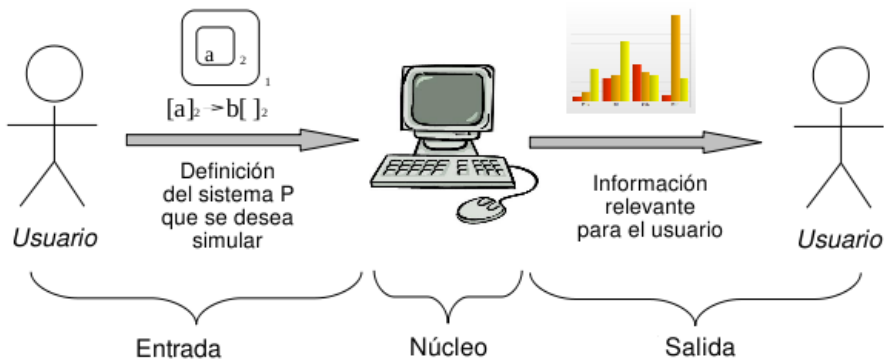 a
2
1
[a]₂ -> b[ ]₂
Definición
del sistema P
que se desea
simular
Información
relevante
para el usuario
Usuario
Usuario
Entrada
Núcleo
Salida